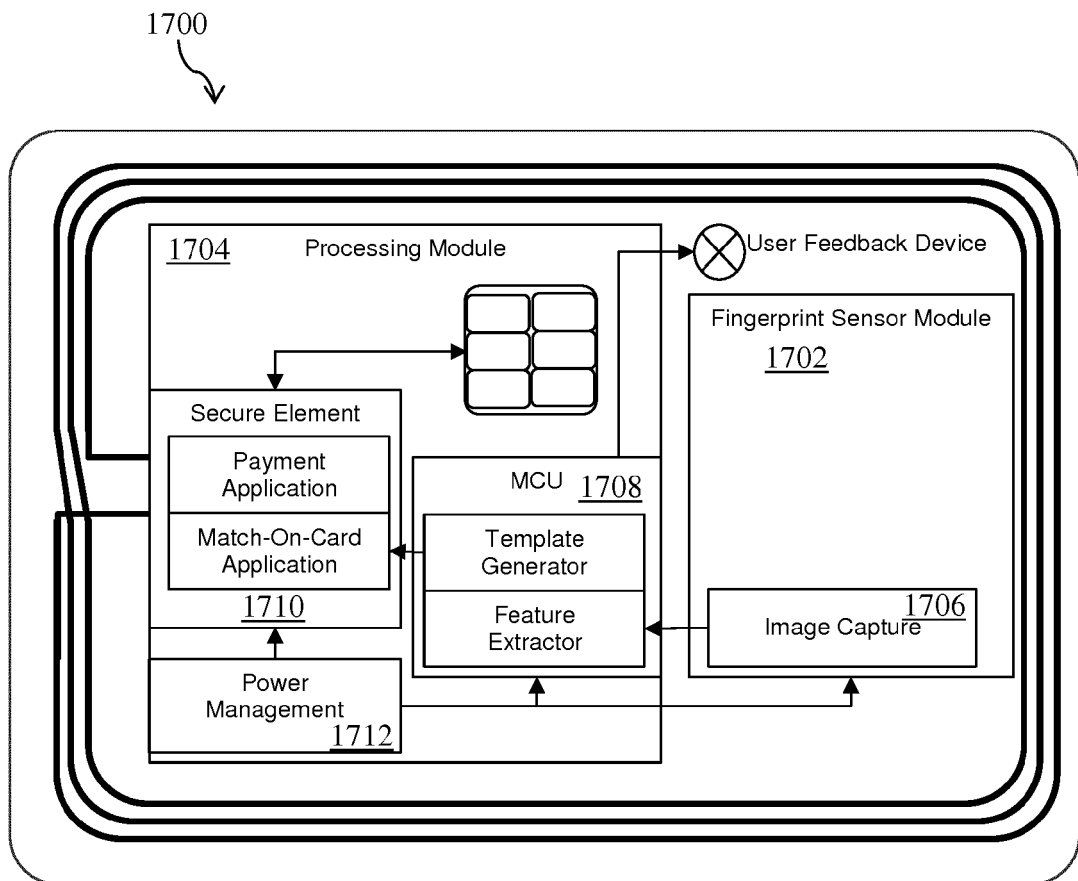 1700
1704
Processing Module
User Feedback Device
Fingerprint Sensor Module
1702
Secure Element
Payment
Application
Match-On-Card
Application
1710
MCU
1708
Template
Generator
Feature
Extractor
1706
Image Capture
Power
Management
1712